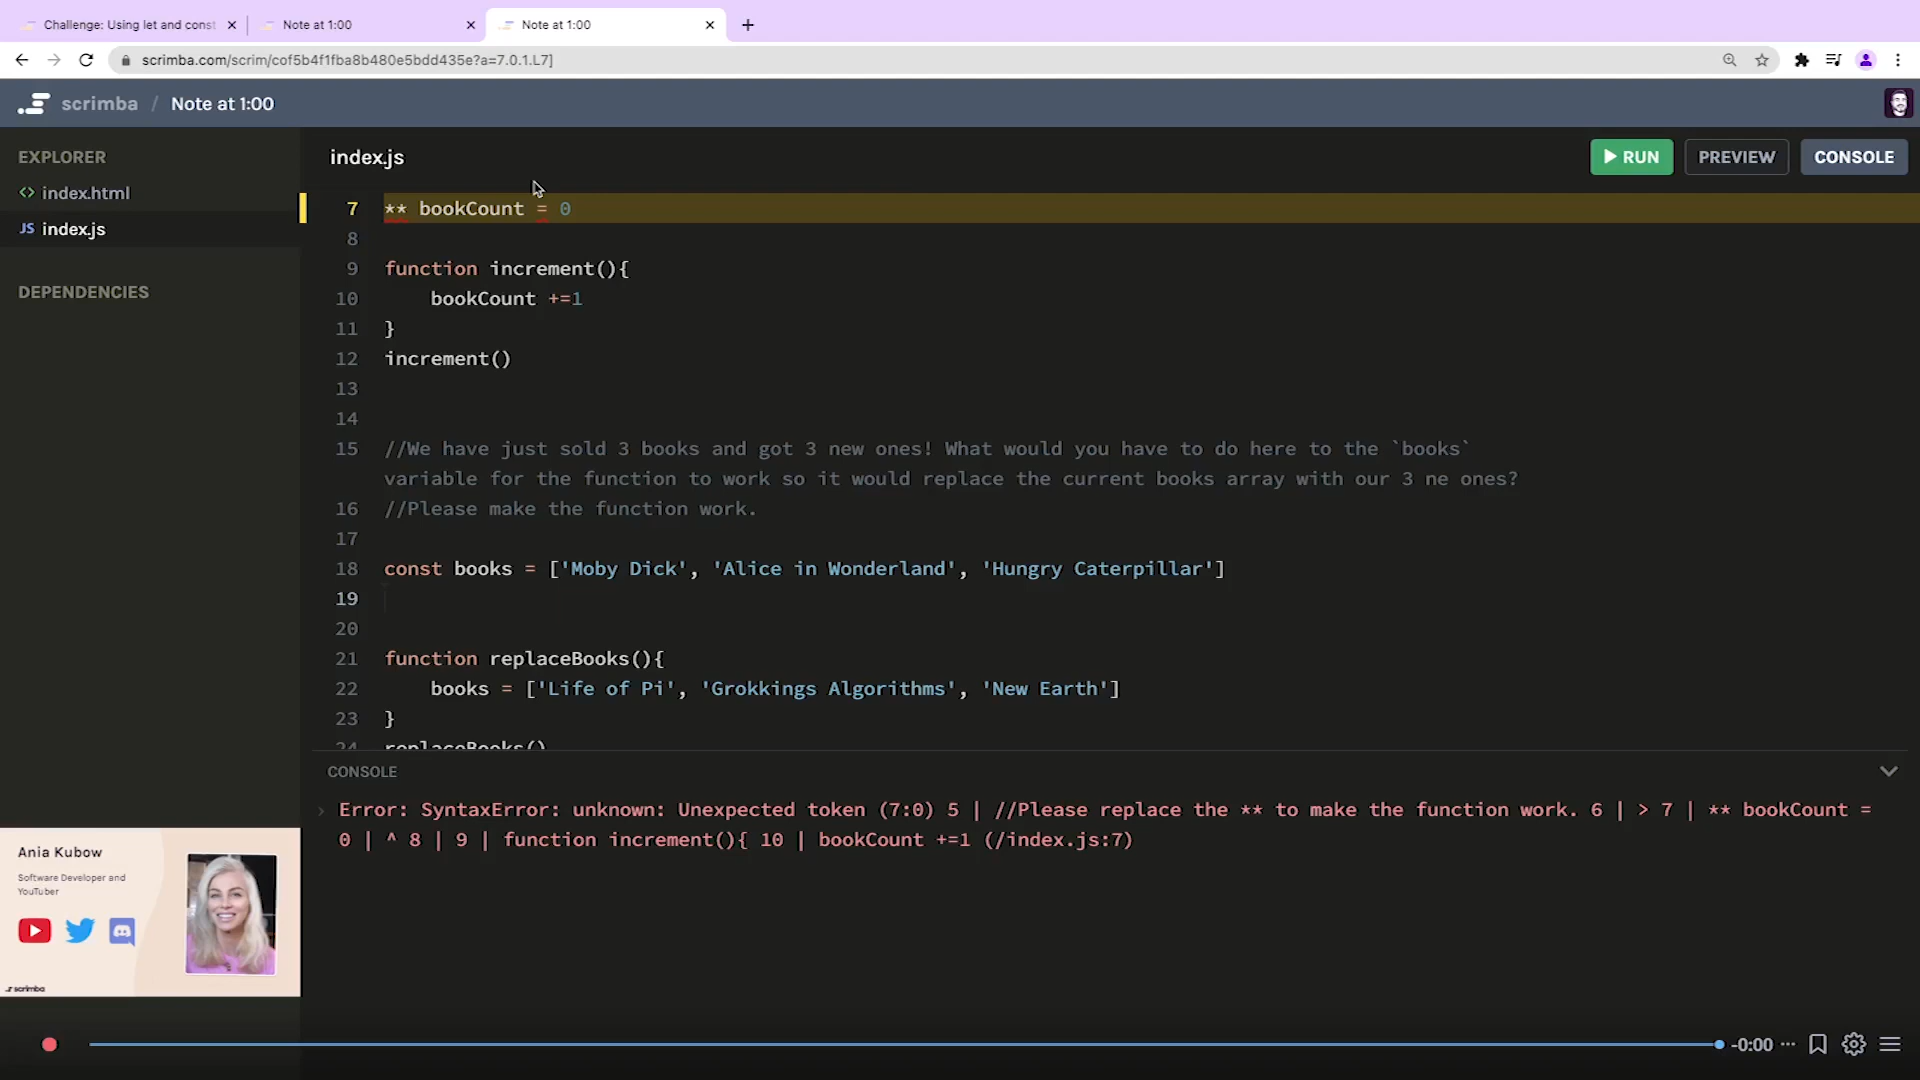 Challenge: Using let and const
Note at 1:00
Note at 1:00
scrimba.com/scrim/cof5b4f1fba8b480e5bdd435e?a=7.0.1.L7]
scrimba / Note at 1:00
EXPLORER
index.html
JS index.js
DEPENDENCIES
index.js
RUN
PREVIEW
CONSOLE
7 ** bookCount = 0
8
9 function increment(){
10 bookCount +=1
11 }
12 increment()
13
14
15 //We have just sold 3 books and got 3 new ones! What would you have to do here to the `books`
variable for the function to work so it would replace the current books array with our 3 ne ones?
16 //Please make the function work.
17
18 const books = ['Moby Dick', 'Alice in Wonderland', 'Hungry Caterpillar']
19
20
21 function replaceBooks(){
22 books = ['Life of Pi', 'Grokkings Algorithms', 'New Earth']
23 }
24 replaceBooks()
CONSOLE
Error: SyntaxError: unknown: Unexpected token (7:0) 5 | //Please replace the ** to make the function work. 6 | > 7 | ** bookCount =
0 | ^ 8 | 9 | function increment(){ 10 | bookCount +=1 (/index.js:7)
Ania Kubow
Software Developer and
YouTuber
scrimba
-0:00